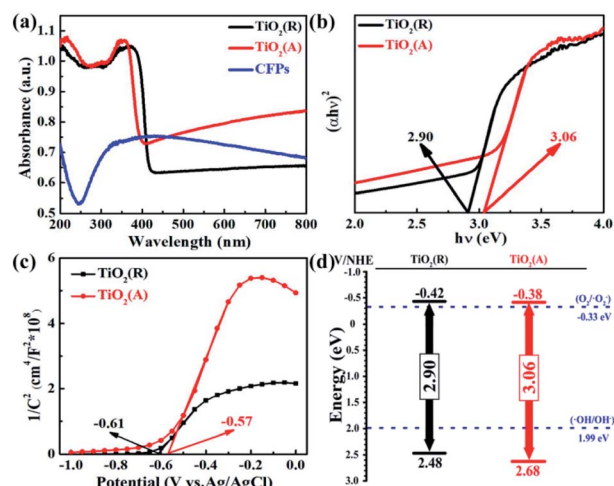 (a)
TiO₂(R)
TiO₂(A)
CFPs
1.1
1.0
0.9
0.8
0.7
0.6
0.5
Absorbance (a.u.)
200 300 400 500 600 700 800
Wavelength (nm)
(b)
TiO₂(R)
TiO₂(A)
(αhν)²
2.90
3.06
2.0 2.5 3.0 3.5 4.0
hν (eV)
(c)
TiO₂(R)
TiO₂(A)
6
4
2
0
1/C² (cm⁴/F²*10⁸)
-0.61
-0.57
-1.0 -0.8 -0.6 -0.4 -0.2 0.0
Potential (V vs.Ag/AgCl)
(d)
V/NHE TiO₂(R) TiO₂(A)
-1.0
-0.5
0
0.5
1.0
1.5
2.0
2.5
3.0
Energy (eV)
-0.42
-0.38
(O₂/·O₂⁻)
-0.33 eV
2.90
3.06
(·OH/OH⁻)
1.99 eV
2.48
2.68